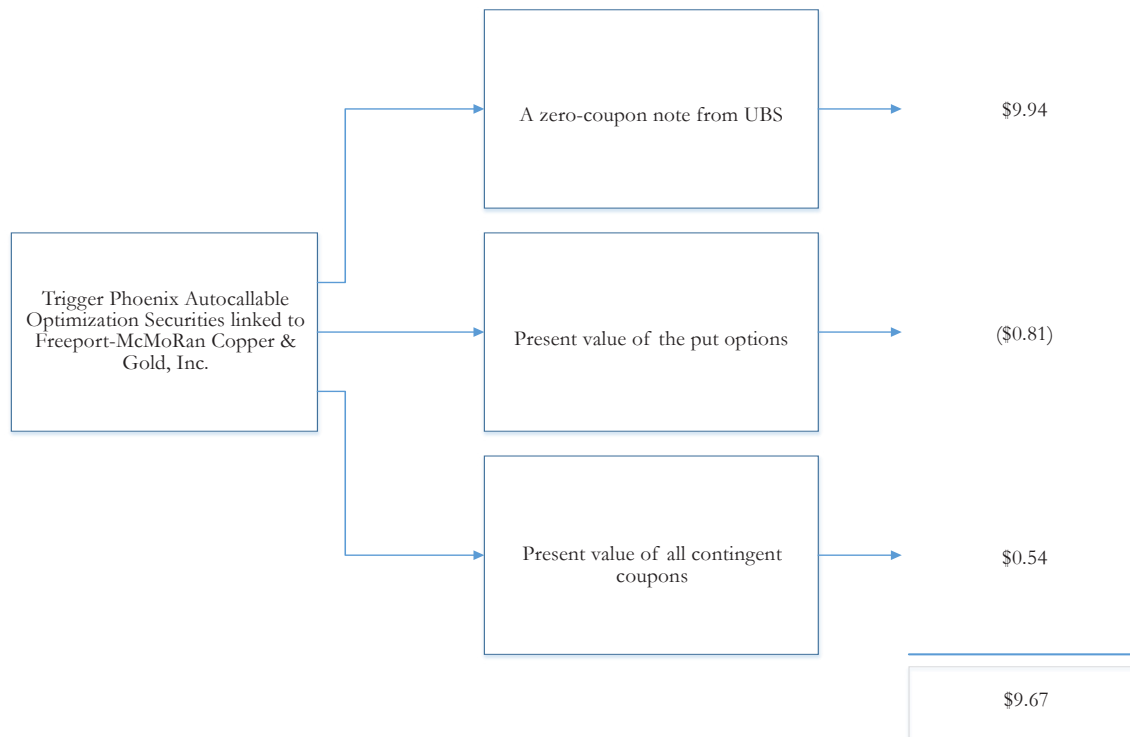 A zero-coupon note from UBS
$9.94
Trigger Phoenix Autocallable
Optimization Securities linked to
Freeport-McMoRan Copper &
Gold, Inc.
Present value of the put options
($0.81)
Present value of all contingent
coupons
$0.54
$9.67